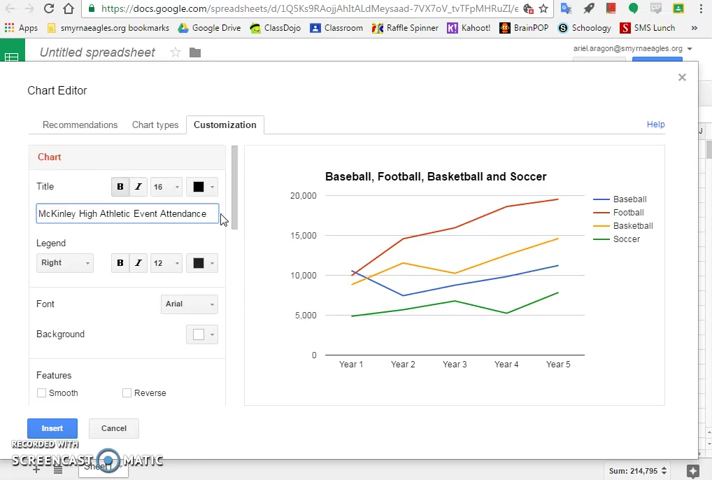 https://docs.google.com/spreadsheets/d/1Q5Ks9RAojjAhItALdMeysaad-7VX7oV_tvTFpMHRuZI/e
Apps smyrnaeagles.org Google Drive ClassDojo Classroom Raffle Spinner Kahoot! BrainPOP Schoology SMS Lunch »
Untitled spreadsheet
ariel.aragon@smyrnaeagles.org
Chart Editor
Recommendations Chart types Customization Help
Chart
Title B I 16
McKinley High Athletic Event Attendance
Legend
Right B I 12
Font Arial
Background
Features
Smooth Reverse
Insert Cancel
Baseball, Football, Basketball and Soccer
20,000
15,000
10,000
5,000
0
Year 1 Year 2 Year 3 Year 4 Year 5
Baseball
Football
Basketball
Soccer
J
RECORDED WITH
SCREENCAST MATIC
Sum: 214,795